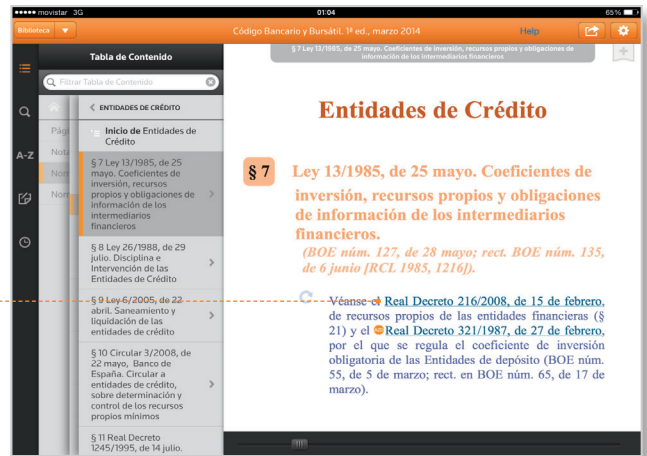 movistar 3G
01:04
65%
Biblioteca
Código Bancario y Bursátil. 1ª ed., marzo 2014
Help
Tabla de Contenido
Filtrar Tabla de Contenido
A-Z
Nota
ENTIDADES DE CRÉDITO
Inicio de Entidades de
Crédito
§ 7 Ley 13/1985, de 25
mayo. Coeficientes de
inversión, recursos
propios y obligaciones de
información de los
intermediarios
financieros
§ 8 Ley 26/1988, de 29
julio. Disciplina e
Intervención de las
Entidades de Crédito
§ 9 Ley 6/2005, de 22
abril. Saneamiento y
liquidación de las
entidades de crédito
§ 10 Circular 3/2008, de
22 mayo, Banco de
España. Circular a
entidades de crédito,
sobre determinación y
control de los recursos
propios mínimos
§ 11 Real Decreto
1245/1995, de 14 julio.
§ 7 Ley 13/1985, de 25 mayo. Coeficientes de inversión, recursos propios y obligaciones de
información de los intermediarios financieros
Entidades de Crédito
§ 7 Ley 13/1985, de 25 mayo. Coeficientes de
inversión, recursos propios y obligaciones
de información de los intermediarios
financieros.
(BOE núm. 127, de 28 mayo; rect. BOE núm. 135,
de 6 junio [RCL 1985, 1216]).
Véanse el Real Decreto 216/2008, de 15 de febrero,
de recursos propios de las entidades financieras (§
21) y el Real Decreto 321/1987, de 27 de febrero,
por el que se regula el coeficiente de inversión
obligatoria de las Entidades de depósito (BOE núm.
55, de 5 de marzo; rect. en BOE núm. 65, de 17 de
marzo).